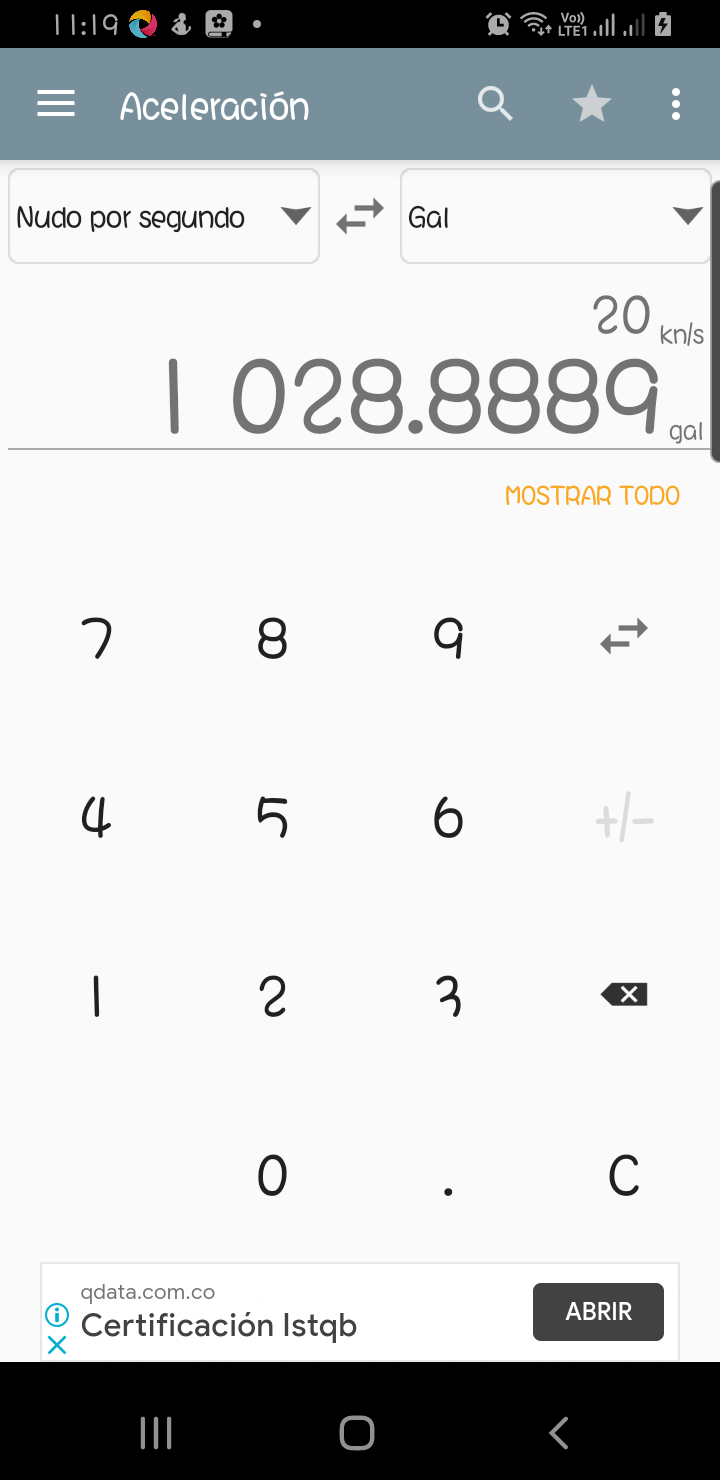 11:19 Vo)) LTE1
Aceleración
Nudo por segundo Gal
20 kn/s
1 028.8889 gal
MOSTRAR TODO
7 8 9
4 5 6 +/-
1 2 3
0 . C
qdata.com.co
Certificación Istqb
ABRIR